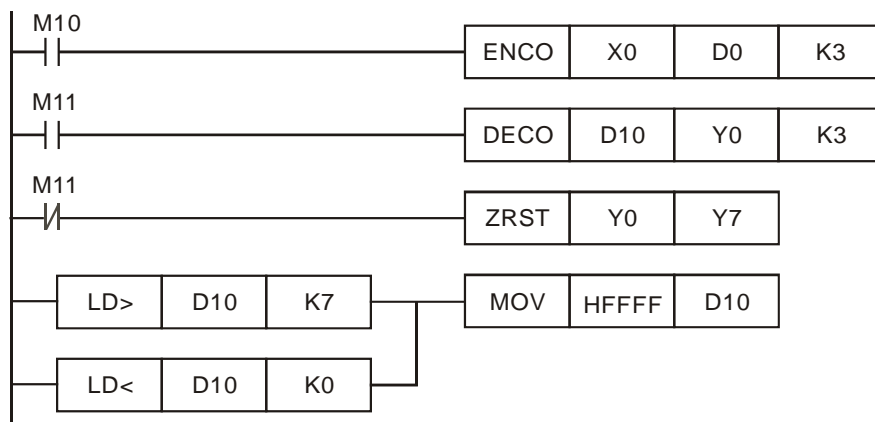 M10
ENCO X0 D0 K3
M11
DECO D10 Y0 K3
M11
ZRST Y0 Y7
LD> D10 K7 MOV HFFFF D10
LD< D10 K0